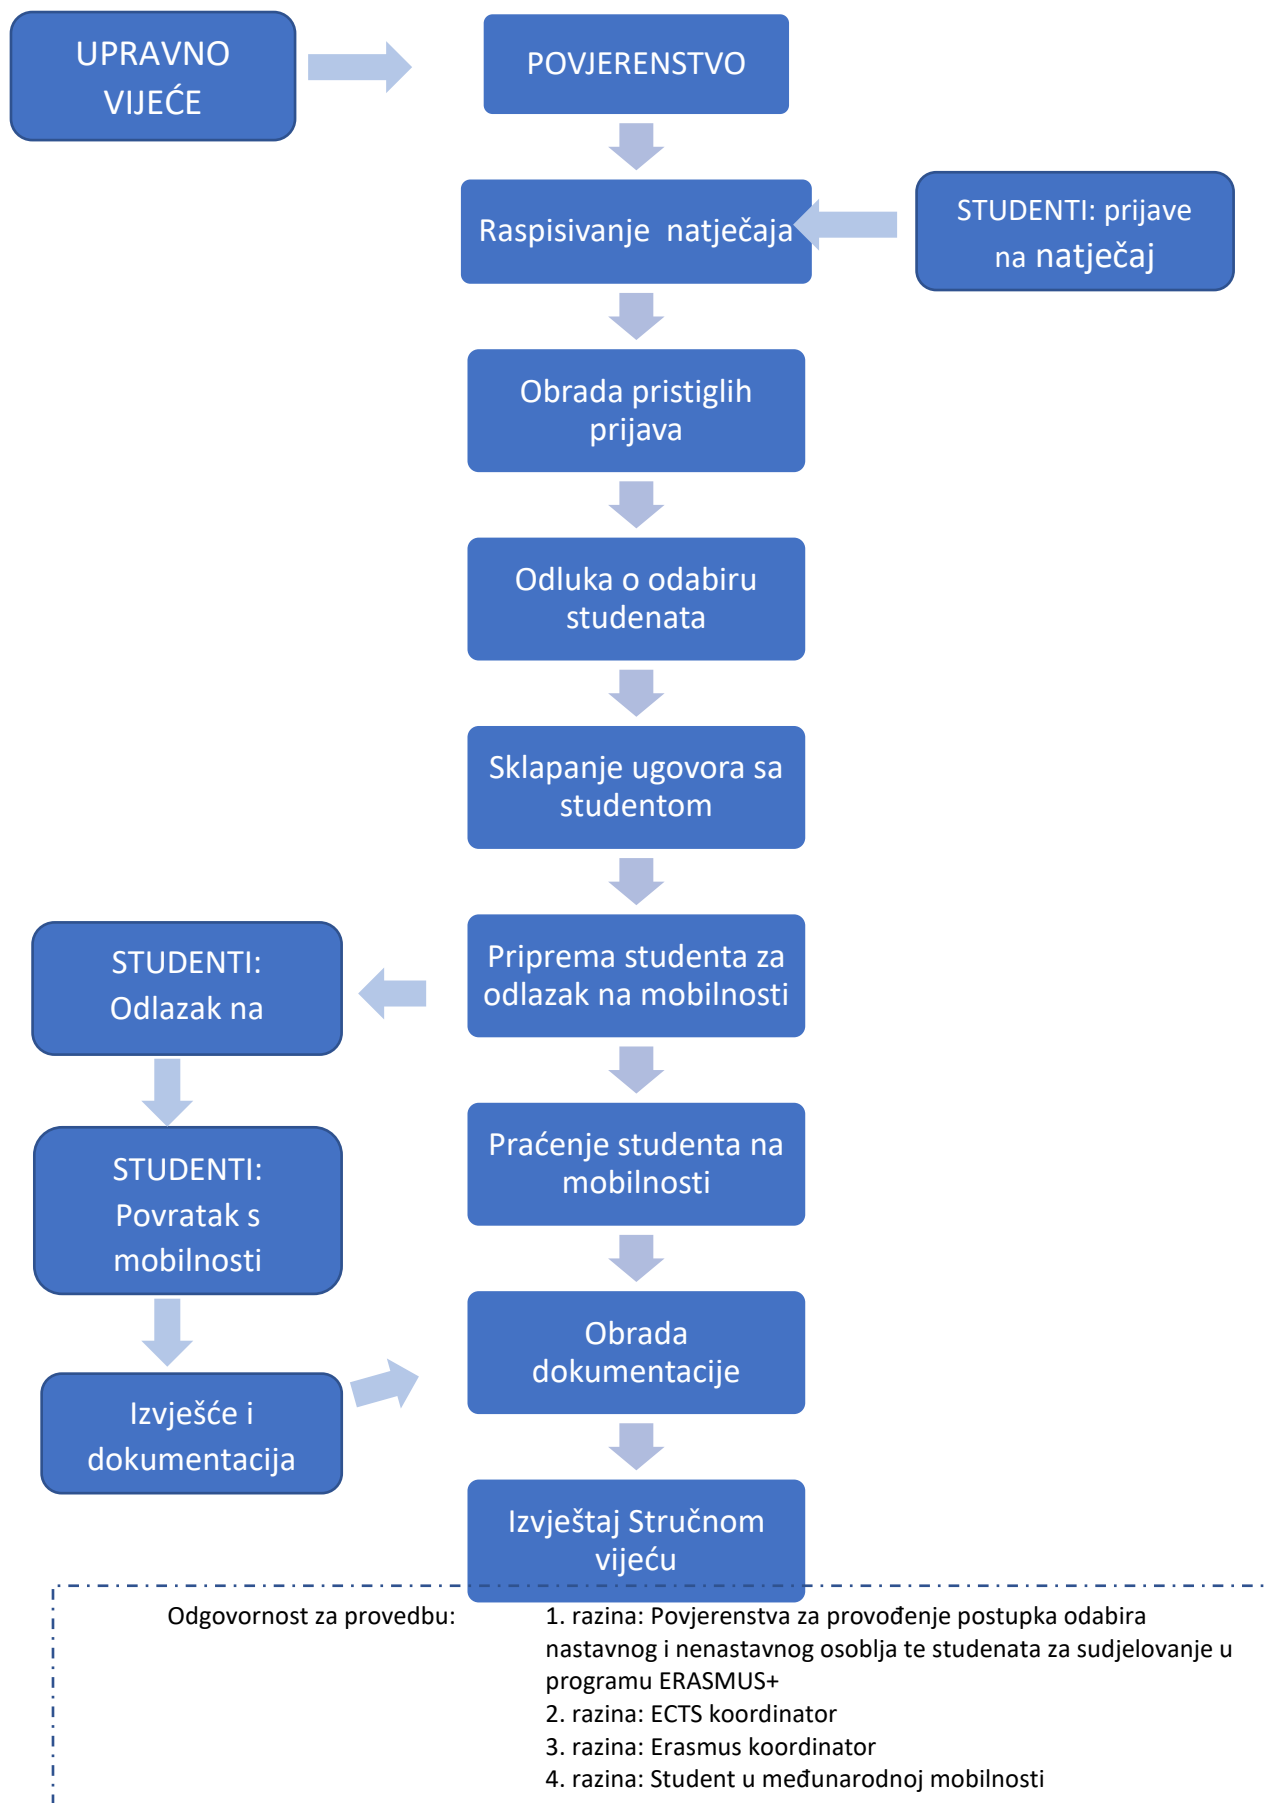 UPRAVNO
VIJEĆE
POVJERENSTVO
Raspisivanje natječaja
STUDENTI: prijave
na natječaj
Obrada pristiglih
prijava
Odluka o odabiru
studenata
Sklapanje ugovora sa
studentom
Priprema studenta za
odlazak na mobilnosti
STUDENTI:
Odlazak na
Praćenje studenta na
mobilnosti
STUDENTI:
Povratak s
mobilnosti
Obrada
dokumentacije
Izvješće i
dokumentacija
Izvještaj Stručnom
vijeću
Odgovornost za provedbu:
1. razina: Povjerenstva za provođenje postupka odabira
nastavnog i nenastavnog osoblja te studenata za sudjelovanje u
programu ERASMUS+
2. razina: ECTS koordinator
3. razina: Erasmus koordinator
4. razina: Student u međunarodnoj mobilnosti